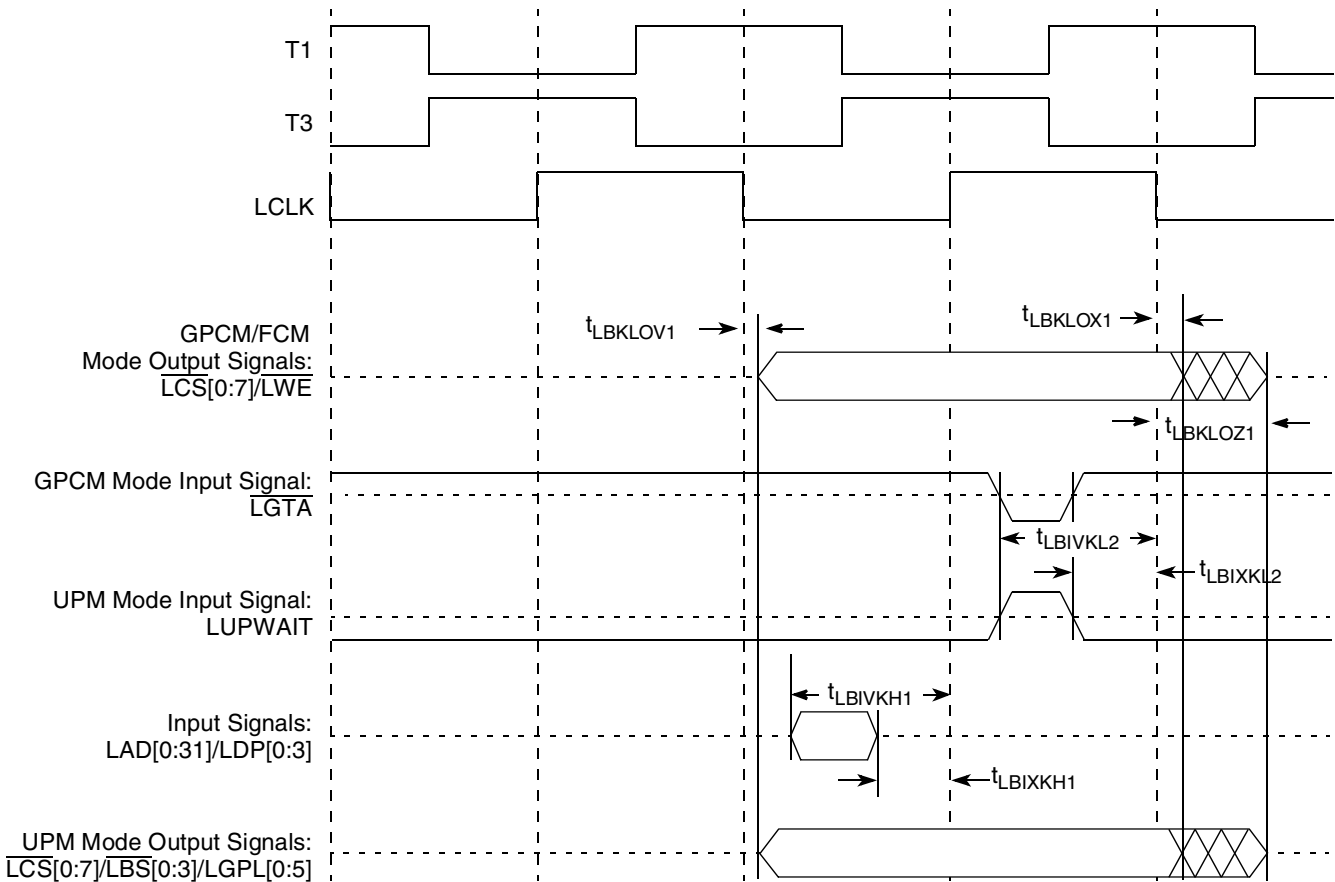 T1
T3
LCLK
GPCM/FCM
Mode Output Signals:
LCS[0:7]/LWE
tLBKLOV1
tLBKLOX1
tLBKLOZ1
GPCM Mode Input Signal:
LGTA
tLBIVKL2
tLBIXKL2
UPM Mode Input Signal:
LUPWAIT
tLBIVKH1
Input Signals:
LAD[0:31]/LDP[0:3]
tLBIXKH1
UPM Mode Output Signals:
LCS[0:7]/LBS[0:3]/LGPL[0:5]